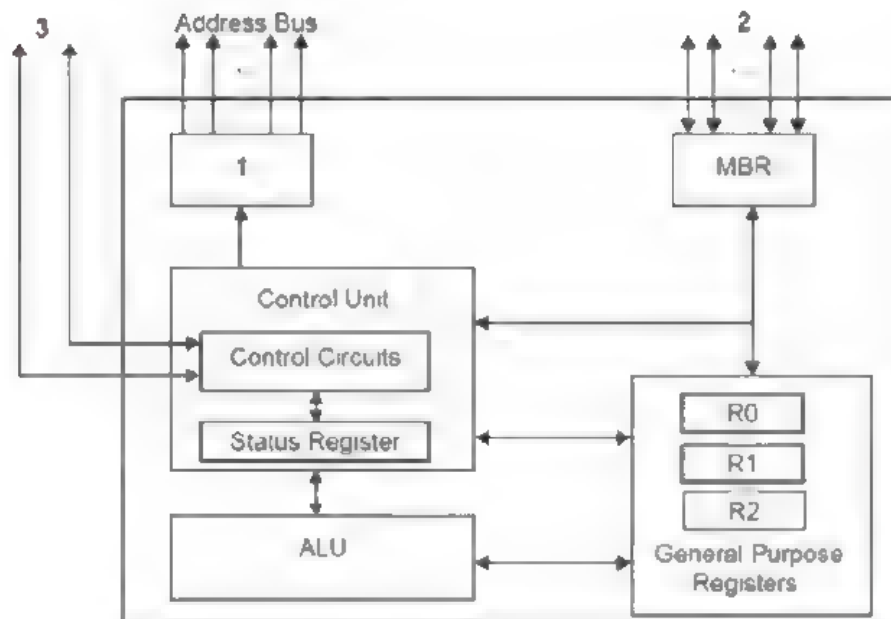 3
Address Bus
2
1
MBR
Control Unit
Control Circuits
Status Register
R0
R1
R2
ALU
General Purpose
Registers